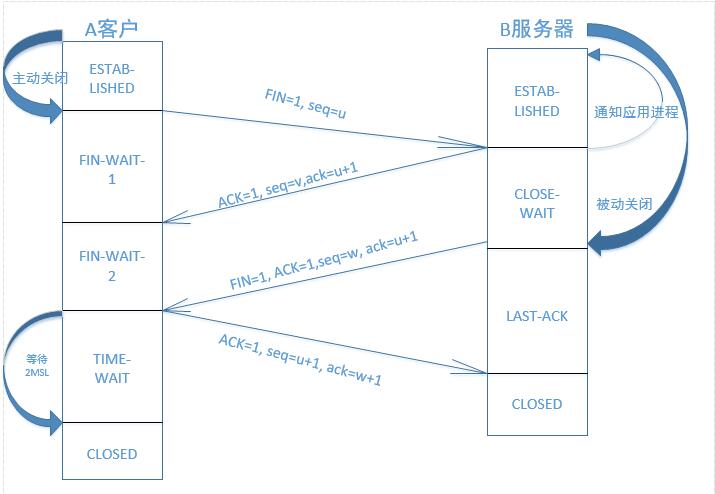 A客户
B服务器
主动关闭
ESTAB-
LISHED
FIN=1, seq=u
ESTAB-
LISHED
通知应用进程
FIN-WAIT-
1
ACK=1, seq=v,ack=u+1
CLOSE-
WAIT
被动关闭
FIN-WAIT-
2
FIN=1, ACK=1,seq=w, ack=u+1
LAST-ACK
等待
2MSL
TIME-
WAIT
ACK=1, seq=u+1, ack=w+1
CLOSED
CLOSED